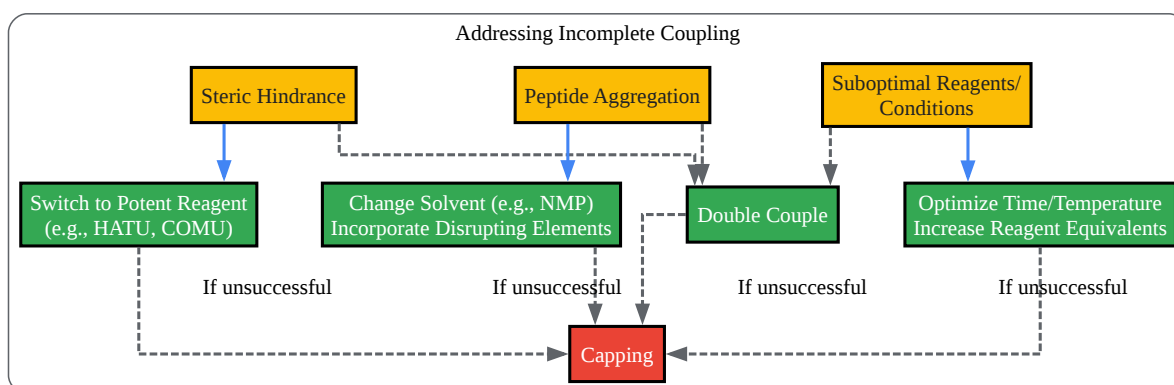 Addressing Incomplete Coupling
Steric Hindrance
Peptide Aggregation
Suboptimal Reagents/
Conditions
Switch to Potent Reagent
(e.g., HATU, COMU)
Change Solvent (e.g., NMP)
Incorporate Disrupting Elements
Double Couple
Optimize Time/Temperature
Increase Reagent Equivalents
If unsuccessful
If unsuccessful
If unsuccessful
If unsuccessful
Capping